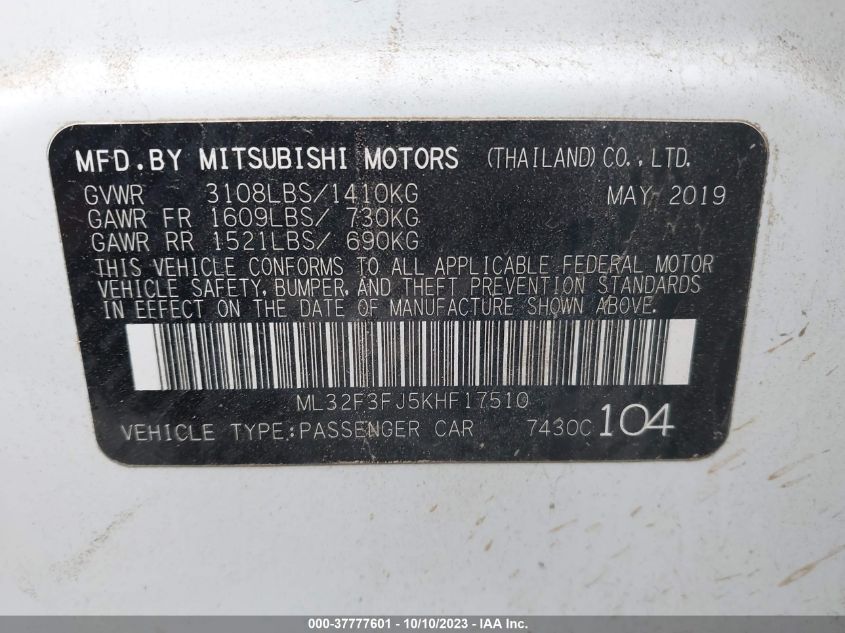 MFD.BY MITSUBISHI MOTORS (THAILAND)CO.,LTD.
GVWR 3108LBS/1410KG MAY 2019
GAWR FR 1609LBS/ 730KG
GAWR RR 1521LBS/ 690KG
THIS VEHICLE CONFORMS TO ALL APPLICABLE FEDERAL MOTOR
VEHICLE SAFETY, BUMPER, AND THEFT PREVENTION STANDARDS
IN EFFECT ON THE DATE OF MANUFACTURE SHOWN ABOVE.
ML32F3FJ5KHF17510
VEHICLE TYPE:PASSENGER CAR 7430C 104
000-37777601 - 10/10/2023 - IAA Inc.